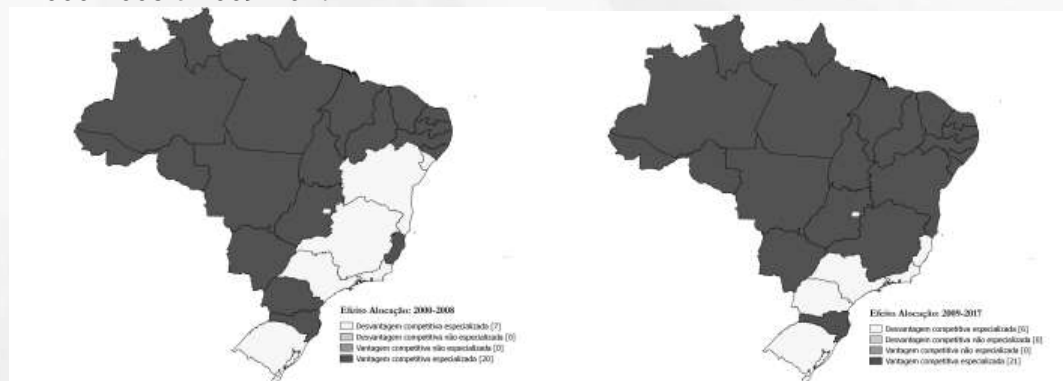 Efeito Alocação: 2000-2008
Desvantagem competitiva especializada [7]
Desvantagem competitiva não especializada [0]
Vantagem competitiva não especializada [0]
Vantagem competitiva especializada [20]
Efeito Alocação: 2009-2017
Desvantagem competitiva especializada [6]
Desvantagem competitiva não especializada [0]
Vantagem competitiva não especializada [0]
Vantagem competitiva especializada [21]